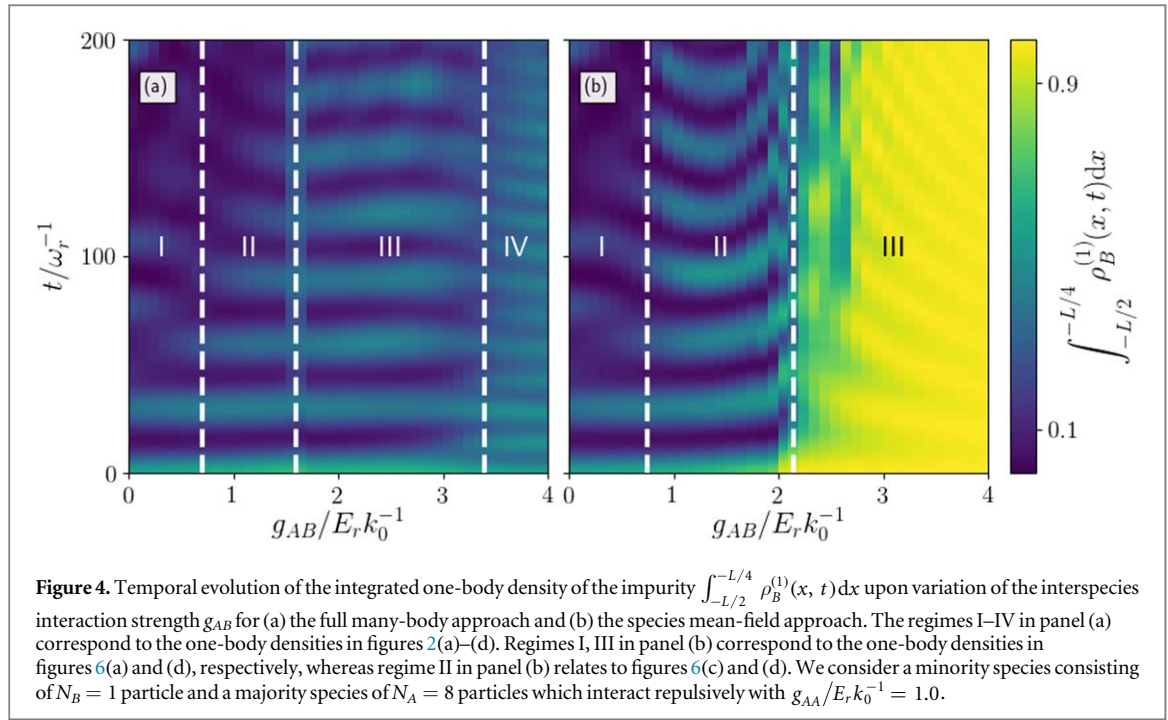 200
(a)
(b)
0.9
t/ω_r^{-1}
100
I
II
III
IV
I
II
III
∫_{-L/2}^{-L/4} ρ_B^{(1)}(x, t)dx
0.1
0
0 1 2 3 4
0 1 2 3 4
g_{AB}/E_r k_0^{-1}
g_{AB}/E_r k_0^{-1}
Figure 4. Temporal evolution of the integrated one-body density of the impurity ∫_{-L/2}^{-L/4} ρ_B^{(1)}(x, t)dx upon variation of the interspecies
interaction strength g_{AB} for (a) the full many-body approach and (b) the species mean-field approach. The regimes I–IV in panel (a)
correspond to the one-body densities in figures 2(a)–(d). Regimes I, III in panel (b) correspond to the one-body densities in
figures 6(a) and (d), respectively, whereas regime II in panel (b) relates to figures 6(c) and (d). We consider a minority species consisting
of N_B = 1 particle and a majority species of N_A = 8 particles which interact repulsively with g_{AA}/E_r k_0^{-1} = 1.0.